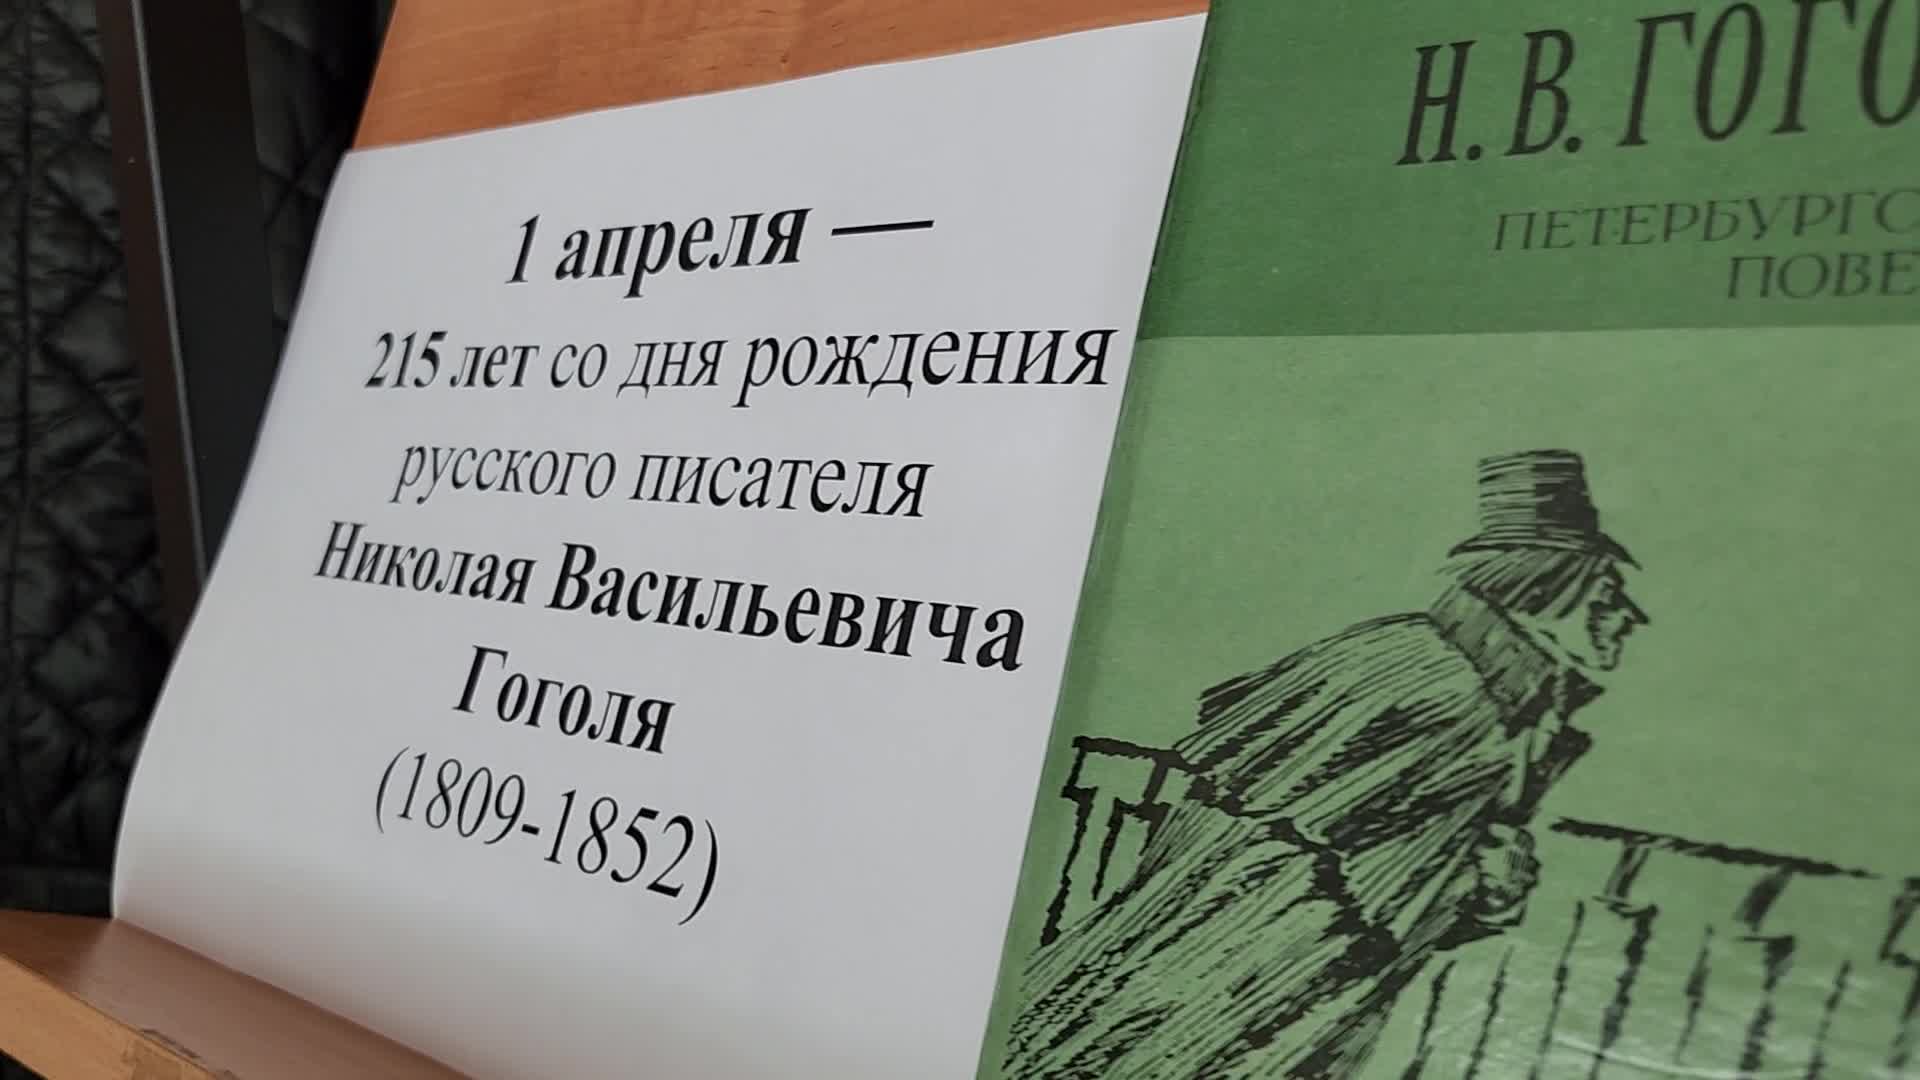 1 апреля —
215 лет со дня рождения
русского писателя
Николая Васильевича
Гоголя
(1809-1852)
Н. В. ГОГО
ПЕТЕРБУРГС
ПОВЕ